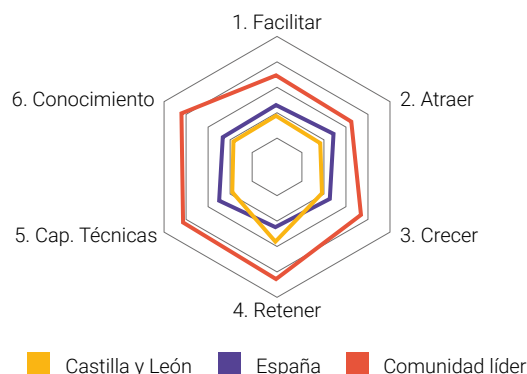 1. Facilitar
6. Conocimiento
2. Atraer
5. Cap. Técnicas
3. Crecer
4. Retener
Castilla y León España Comunidad líder